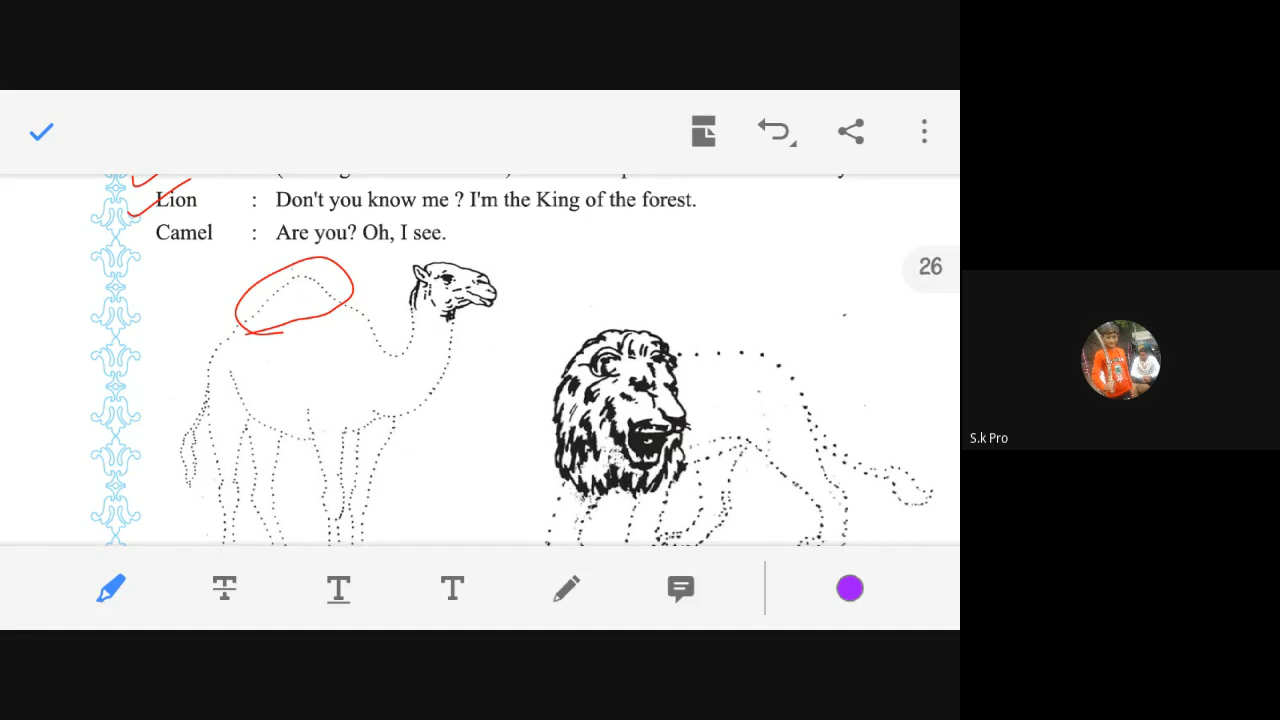 Lion : Don't you know me ? I'm the King of the forest.
Camel : Are you? Oh, I see.
26
S.k Pro
T T T